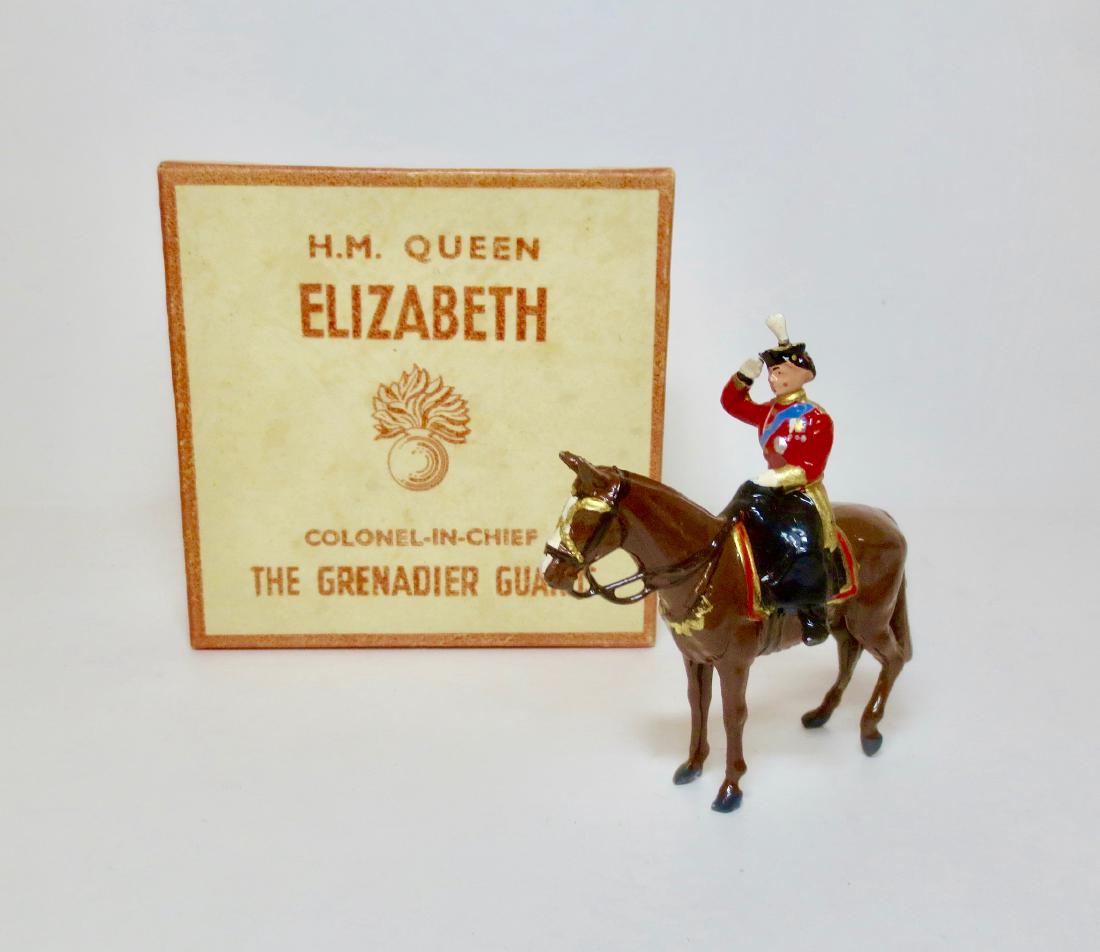 H.M. QUEEN
ELIZABETH
COLONEL-IN-CHIEF
THE GRENADIER